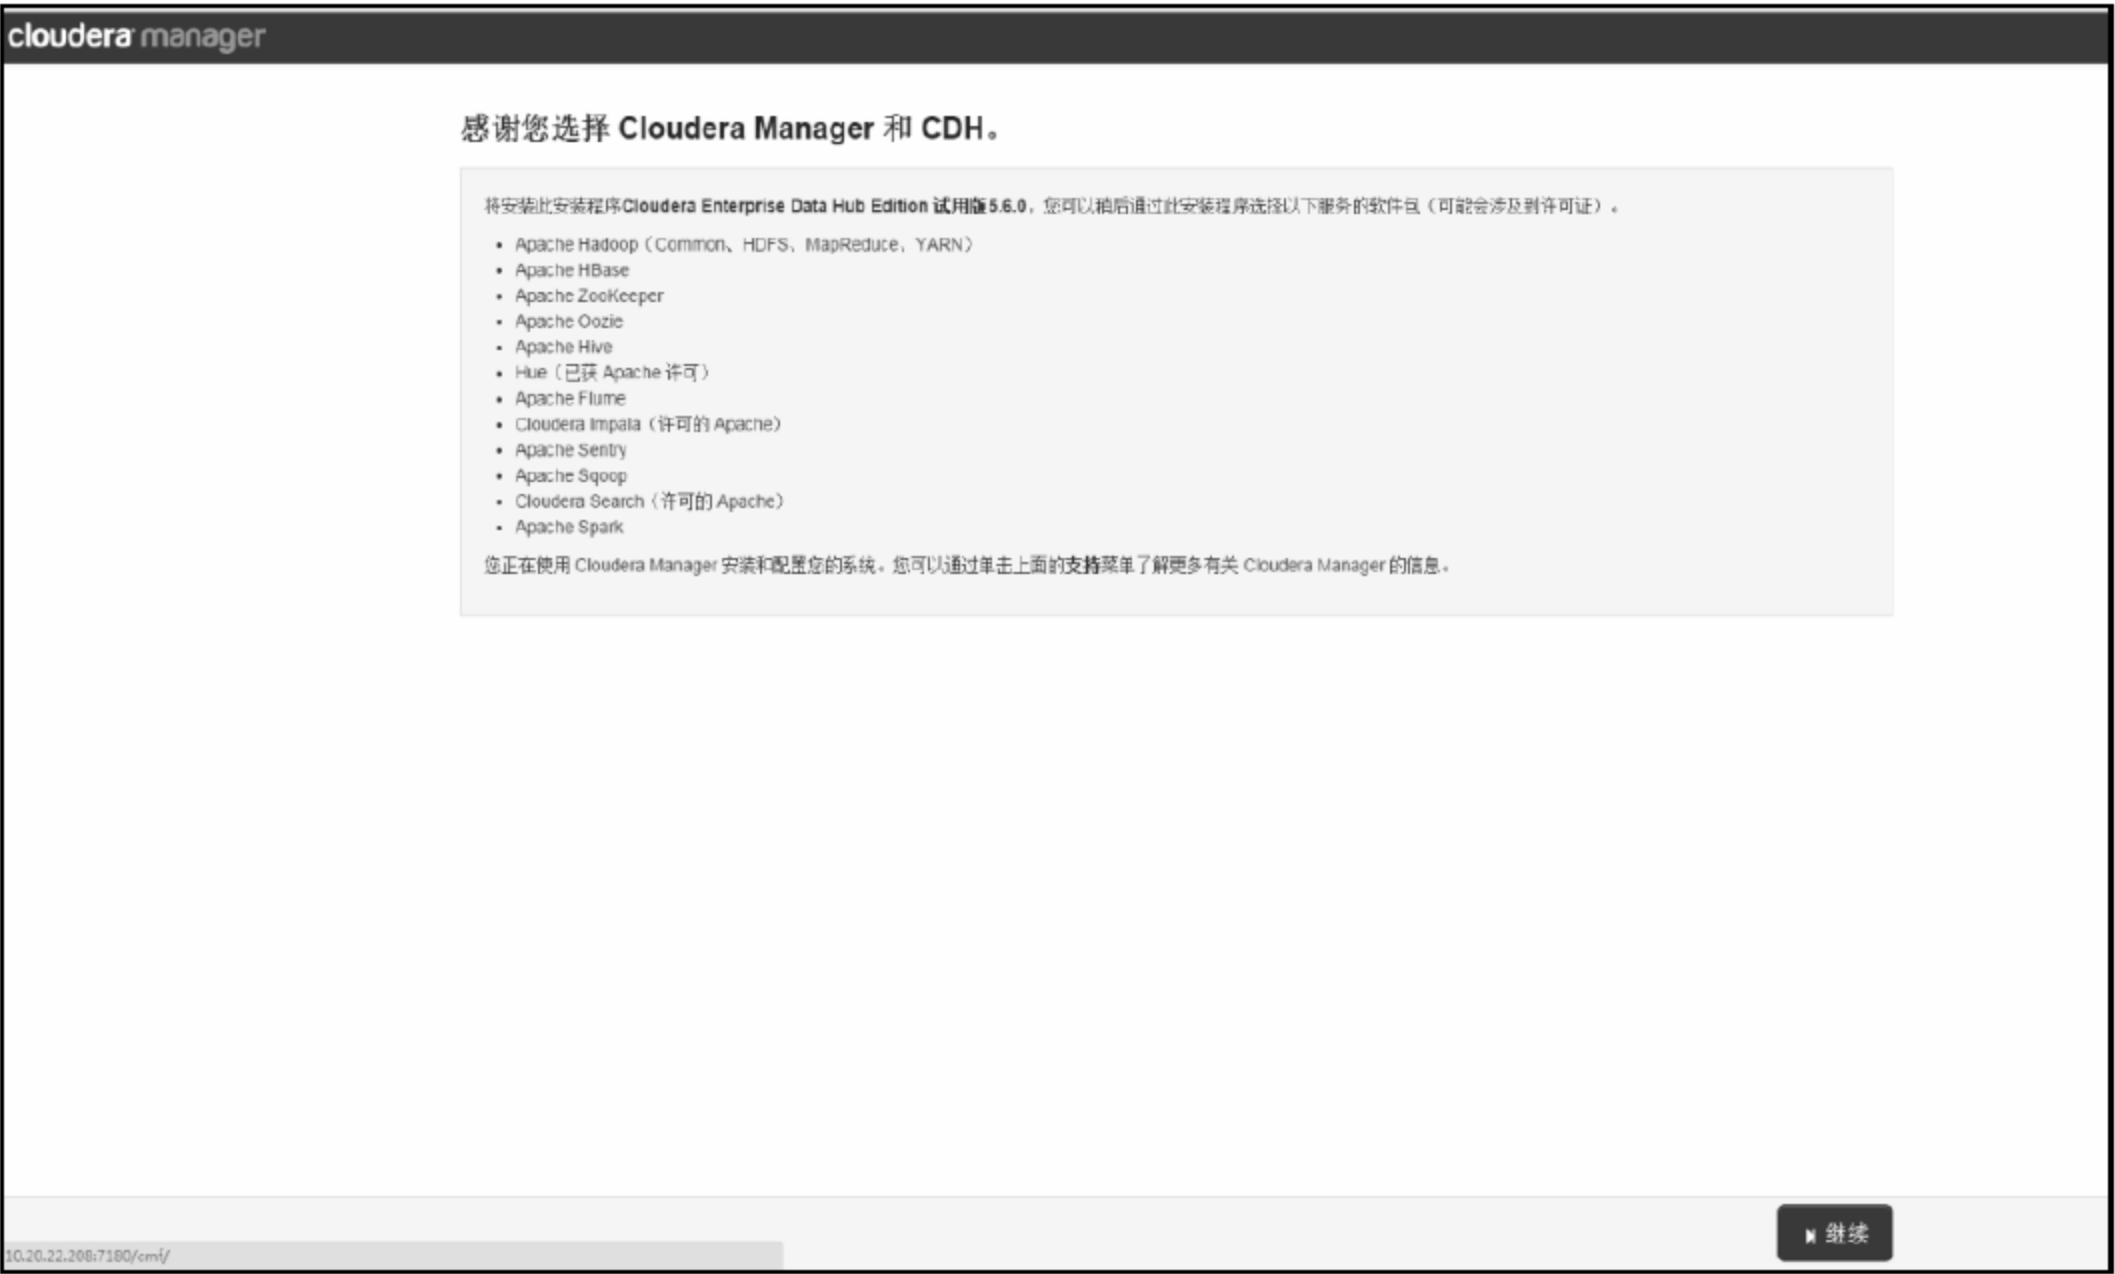 cloudera manager
感谢您选择 Cloudera Manager 和 CDH。
将安装此安装程序Cloudera Enterprise Data Hub Edition 试用版5.6.0，您可以稍后通过此安装程序选择以下服务的软件包（可能会涉及到许可证）。
• Apache Hadoop（Common、HDFS、MapReduce、YARN）
• Apache HBase
• Apache ZooKeeper
• Apache Oozie
• Apache Hive
• Hue（已获 Apache 许可）
• Apache Flume
• Cloudera Impala（许可的 Apache）
• Apache Sentry
• Apache Sqoop
• Cloudera Search（许可的 Apache）
• Apache Spark
您正在使用 Cloudera Manager 安装和配置您的系统。您可以通过单击上面的支持菜单了解更多有关 Cloudera Manager 的信息。
继续
10.20.22.208:7180/cmf/